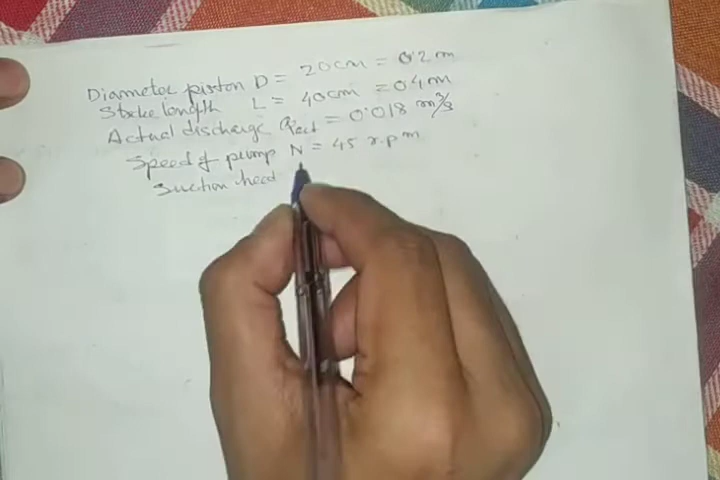 Diameter piston D = 20cm = 0.2 m
Stroke length L = 40cm = 0.4 m
Actual discharge Qact = 0.018 m³/s
Speed of pump N = 45 r.p.m
Suction head